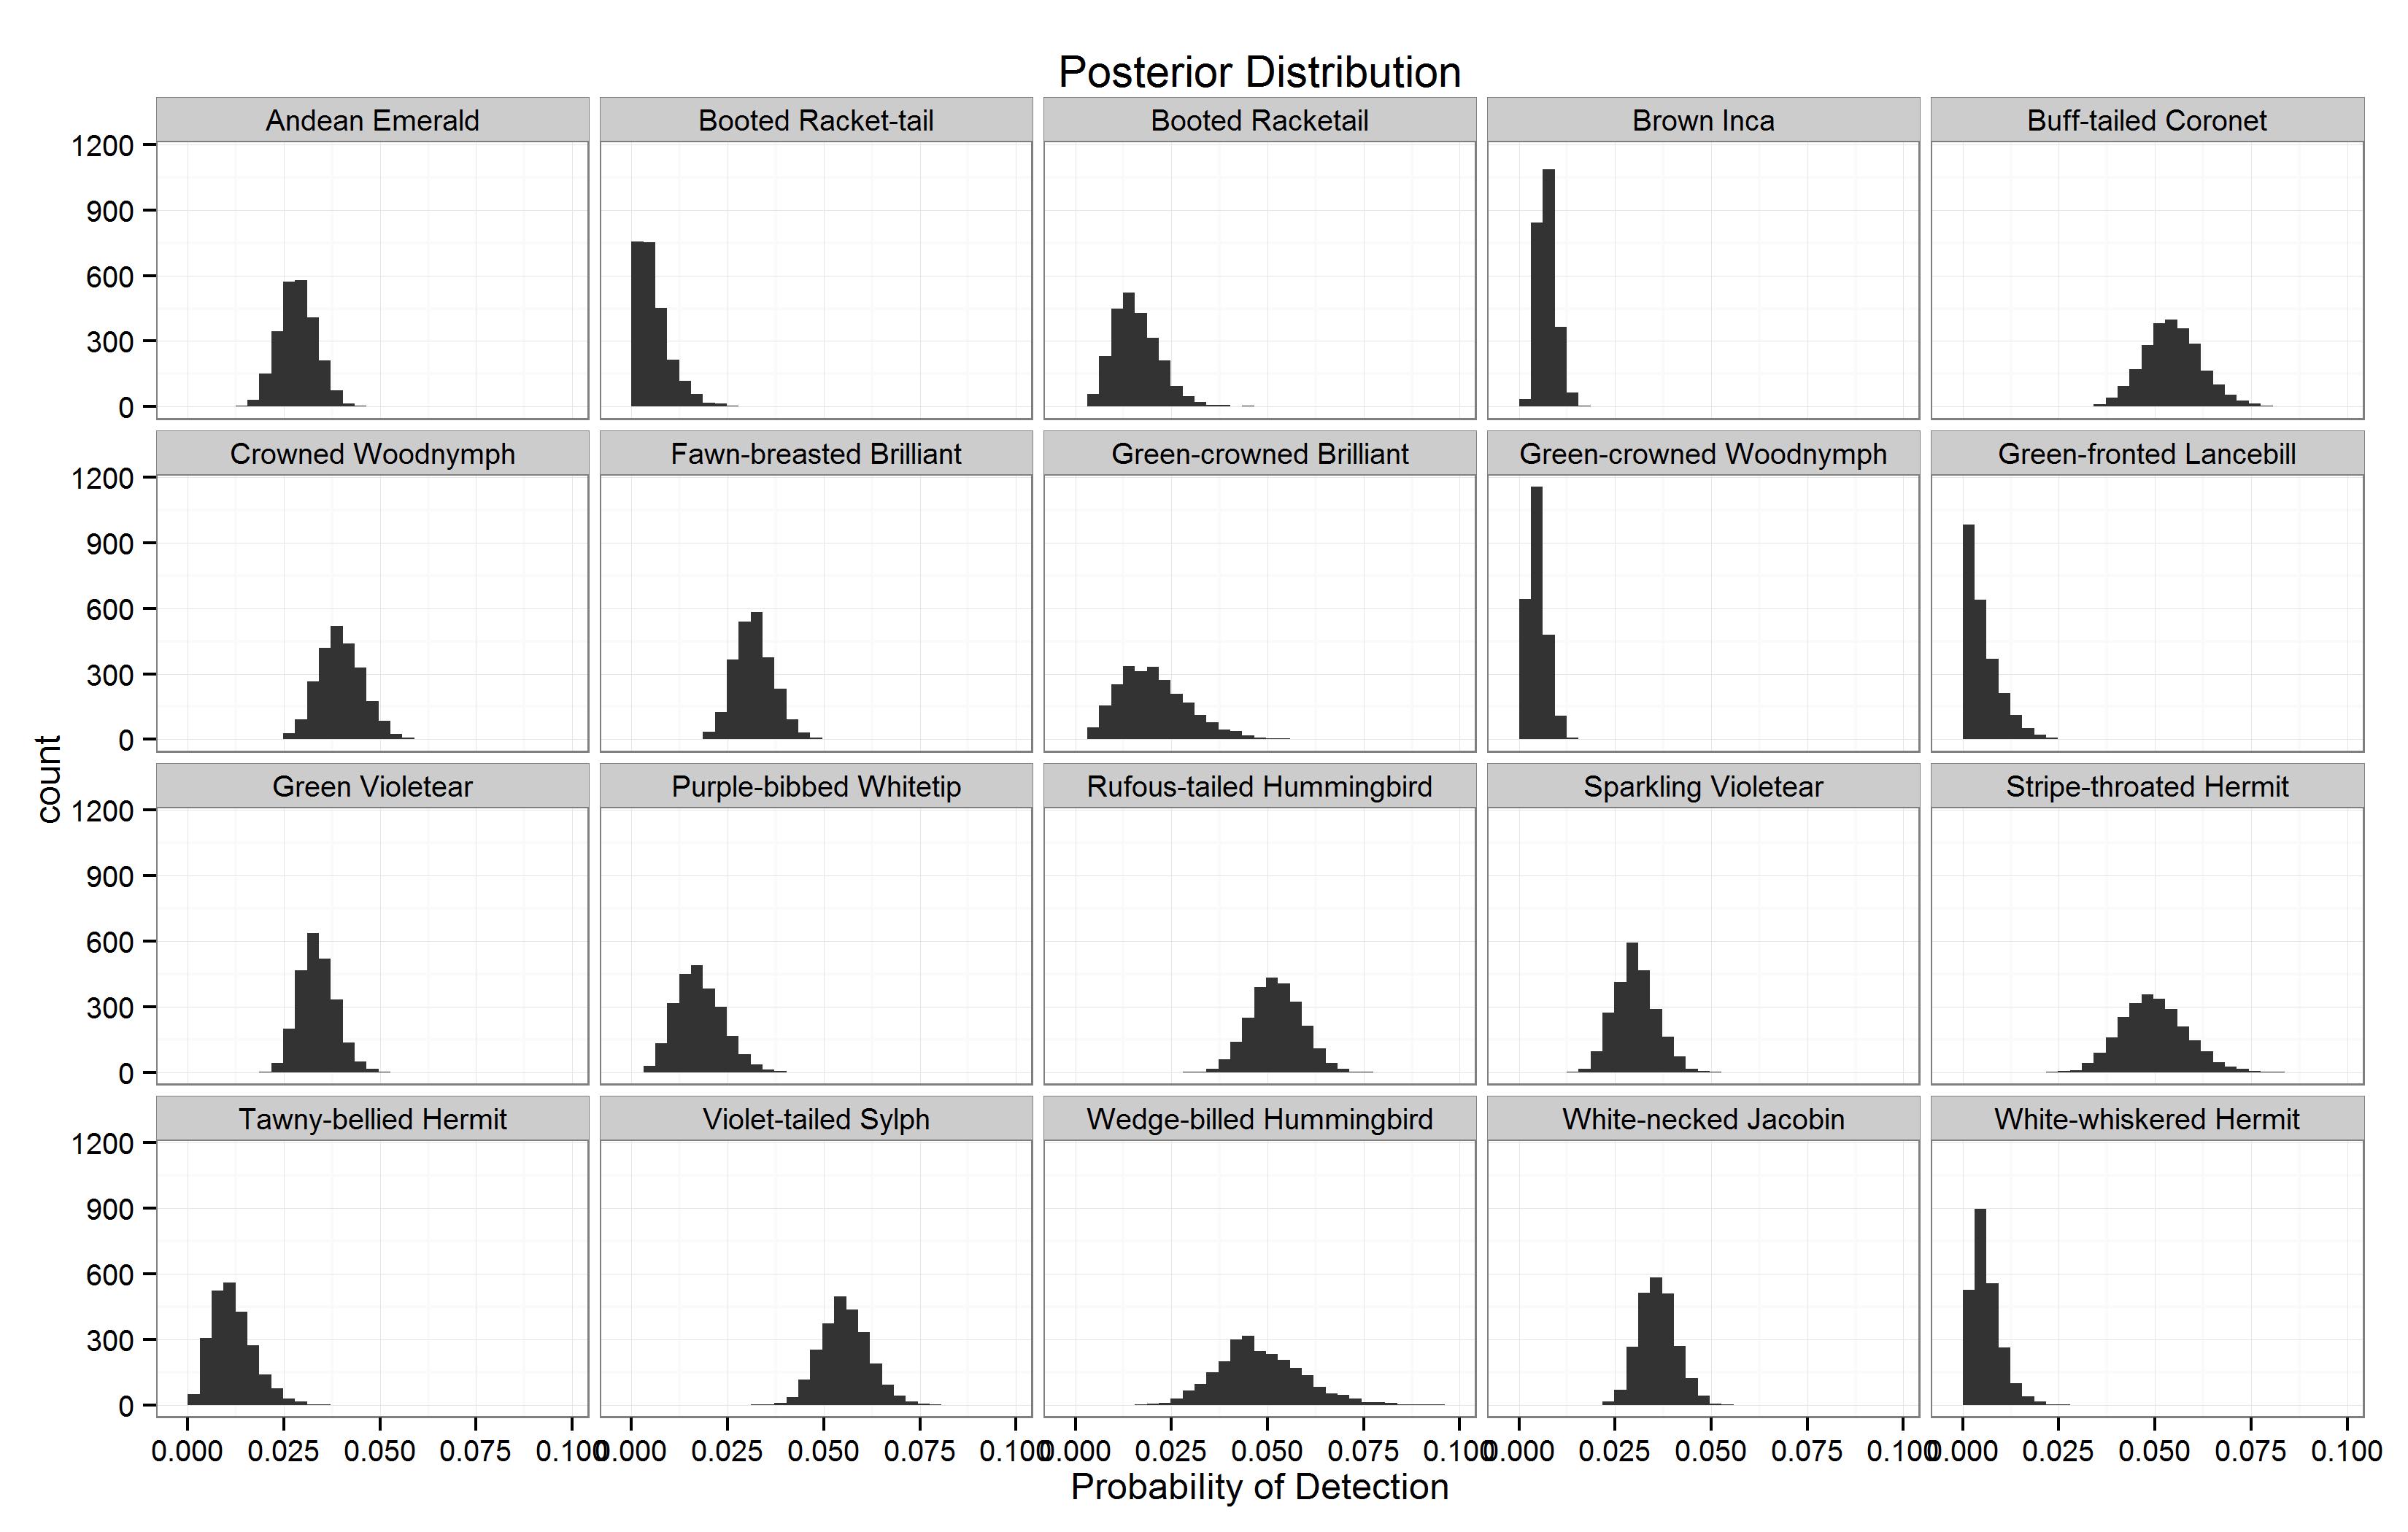 Posterior Distribution
Andean Emerald Booted Racket-tail Booted Racketail Brown Inca Buff-tailed Coronet
1200
900
600
300
0
Crowned Woodnymph Fawn-breasted Brilliant Green-crowned Brilliant Green-crowned Woodnymph Green-fronted Lancebill
1200
900
600
300
0
count
Green Violetear Purple-bibbed Whitetip Rufous-tailed Hummingbird Sparkling Violetear Stripe-throated Hermit
1200
900
600
300
0
Tawny-bellied Hermit Violet-tailed Sylph Wedge-billed Hummingbird White-necked Jacobin White-whiskered Hermit
1200
900
600
300
0
0.000 0.025 0.050 0.075 0.100 0.000 0.025 0.050 0.075 0.100 0.000 0.025 0.050 0.075 0.100 0.000 0.025 0.050 0.075 0.100 0.000 0.025 0.050 0.075 0.100
Probability of Detection